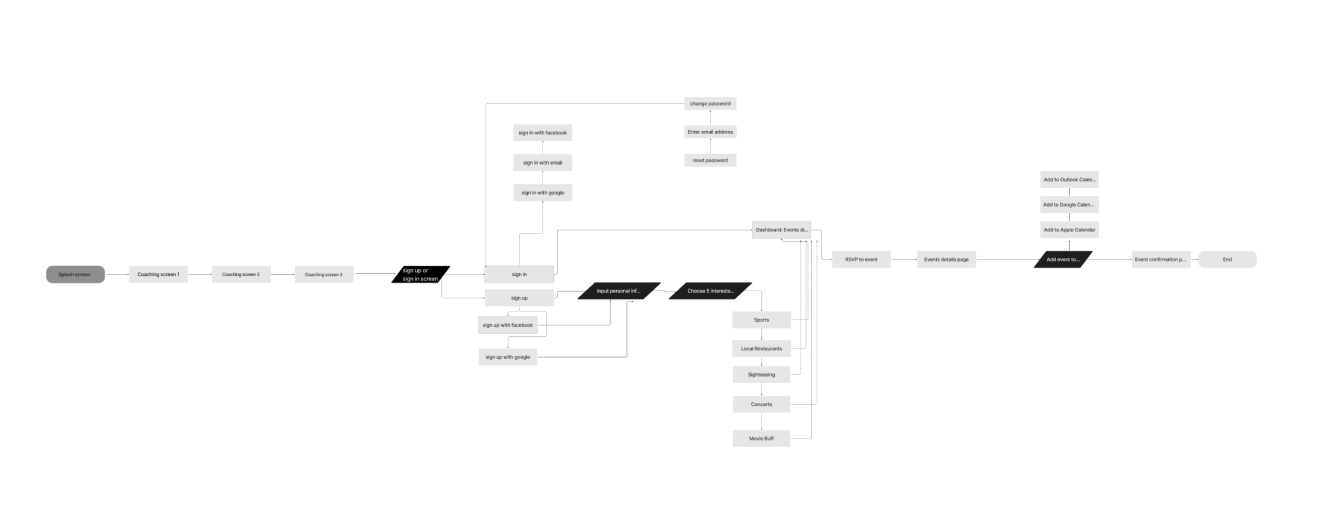 change password
sign in with facebook
Enter email address
sign in with email
reset password
sign in with google
Add to Outlook Calen...
Add to Google Calen...
Add to Apple Calendar
Dashboard: Events di...
Splash screen
Coaching screen 1
Coaching screen 2
Coaching screen 3
sign up or
sign in screen
sign in
RSVP to event
Events details page
Add event to...
Event confirmation p...
End
sign up
Input personal inf...
Choose 5 interests...
sign up with facebook
sign up with google
Sports
Local Restaurants
Sightseeing
Concerts
Movie Buff